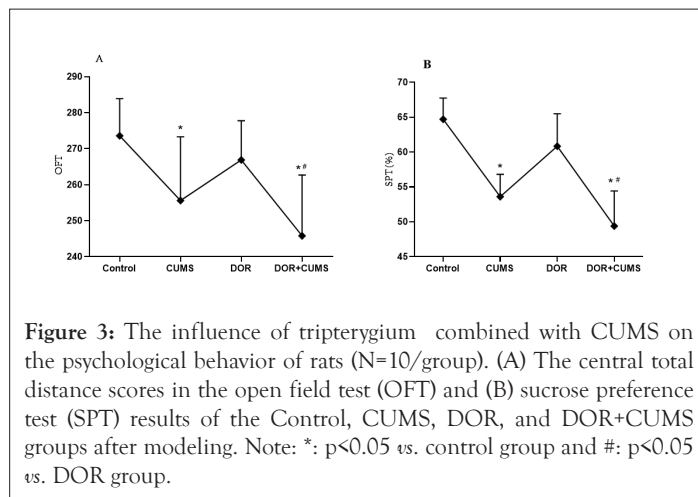 A
290
280
270
260
250
240
OFT
*
*#
Control CUMS DOR DOR+CUMS
B
70
65
60
55
50
45
SPT(%)
*
*#
Control CUMS DOR DOR+CUMS
Figure 3: The influence of tripterygium combined with CUMS on
the psychological behavior of rats (N=10/group). (A) The central total
distance scores in the open field test (OFT) and (B) sucrose preference
test (SPT) results of the Control, CUMS, DOR, and DOR+CUMS
groups after modeling. Note: *: p<0.05 vs. control group and #: p<0.05
vs. DOR group.